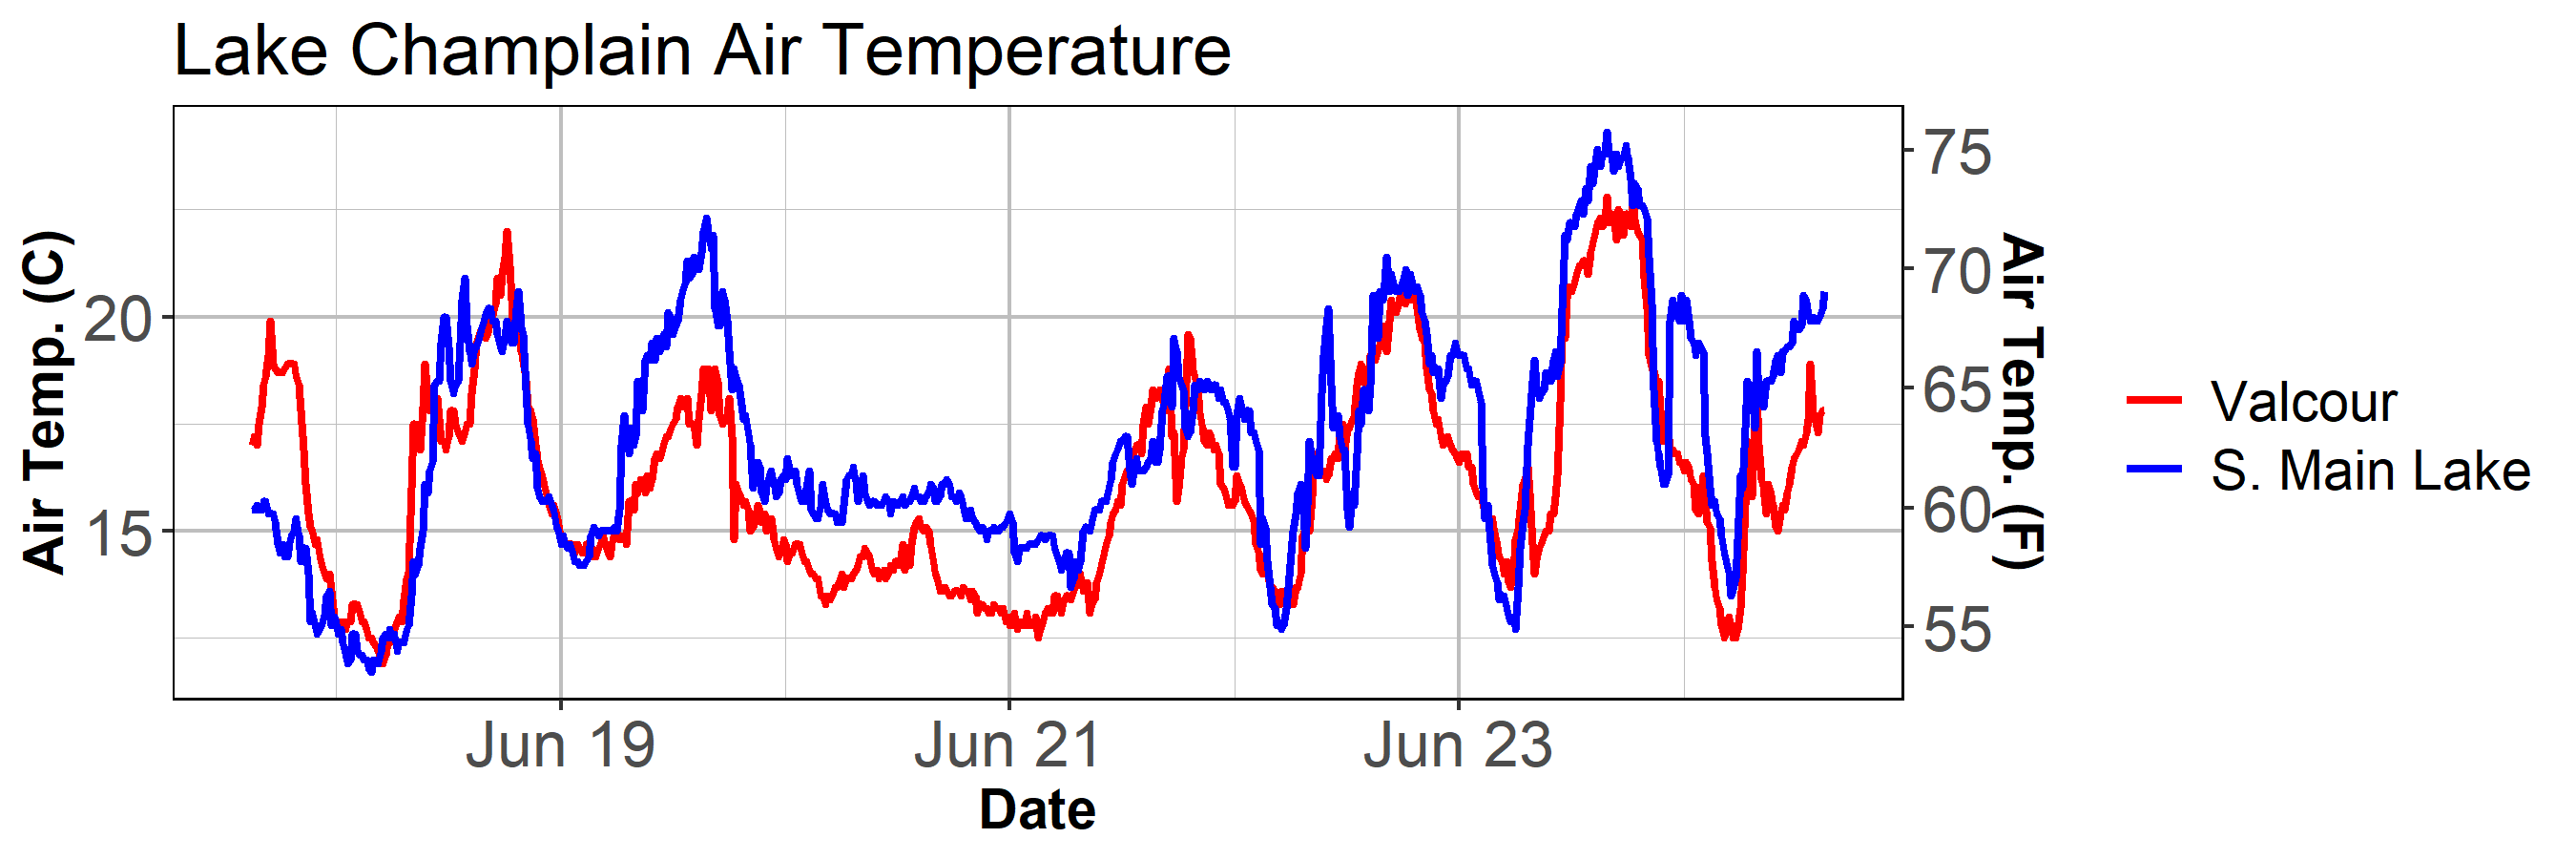 Lake Champlain Air Temperature
Air Temp. (C)
20
15
75
70
65
60
55
Air Temp. (F)
Valcour
S. Main Lake
Jun 19
Jun 21
Jun 23
Date